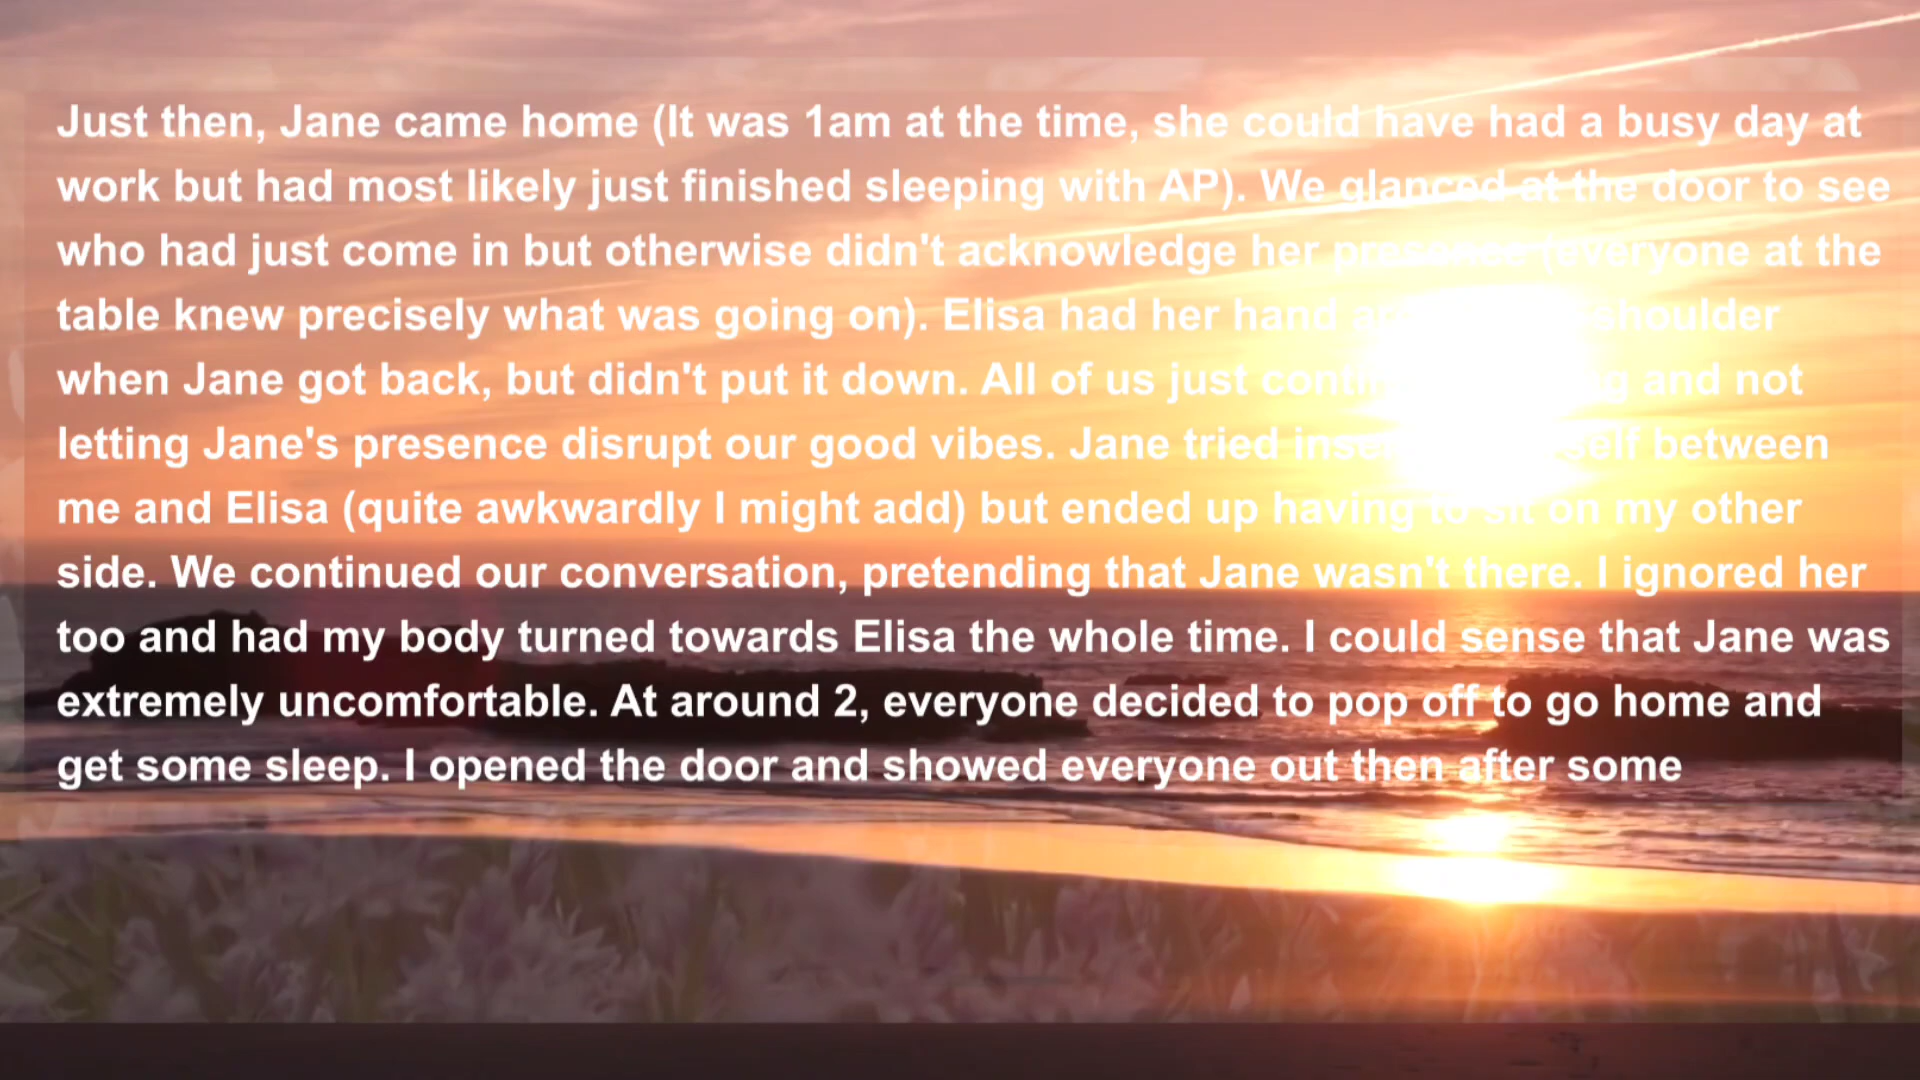 Just then, Jane came home (It was 1am at the time, she could have had a busy day at
work but had most likely just finished sleeping with AP). We glanced at the door to see
who had just come in but otherwise didn't acknowledge her presence (everyone at the
table knew precisely what was going on). Elisa had her hand shoulder
when Jane got back, but didn't put it down. All of us just and not
letting Jane's presence disrupt our good vibes. Jane tried between
me and Elisa (quite awkwardly I might add) but ended up having to sit on my other
side. We continued our conversation, pretending that Jane wasn't there. I ignored her
too and had my body turned towards Elisa the whole time. I could sense that Jane was
extremely uncomfortable. At around 2, everyone decided to pop off to go home and
get some sleep. I opened the door and showed everyone out then after some